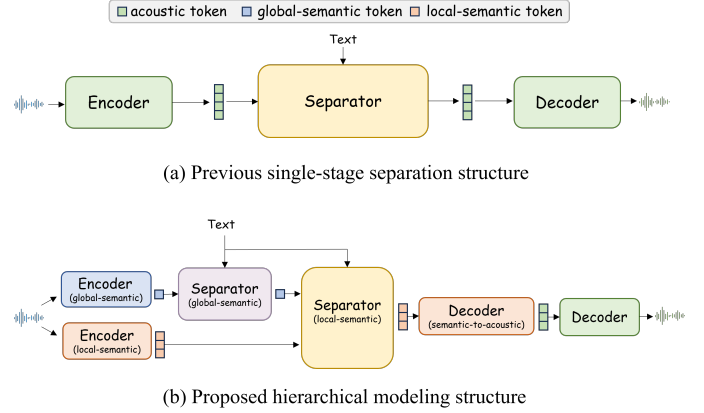 acoustic token global-semantic token local-semantic token
Text
Encoder Separator Decoder
(a) Previous single-stage separation structure
Text
Encoder
(global-semantic)
Separator
(global-semantic)
Encoder
(local-semantic)
Separator
(local-semantic)
Decoder
(semantic-to-acoustic)
Decoder
(b) Proposed hierarchical modeling structure